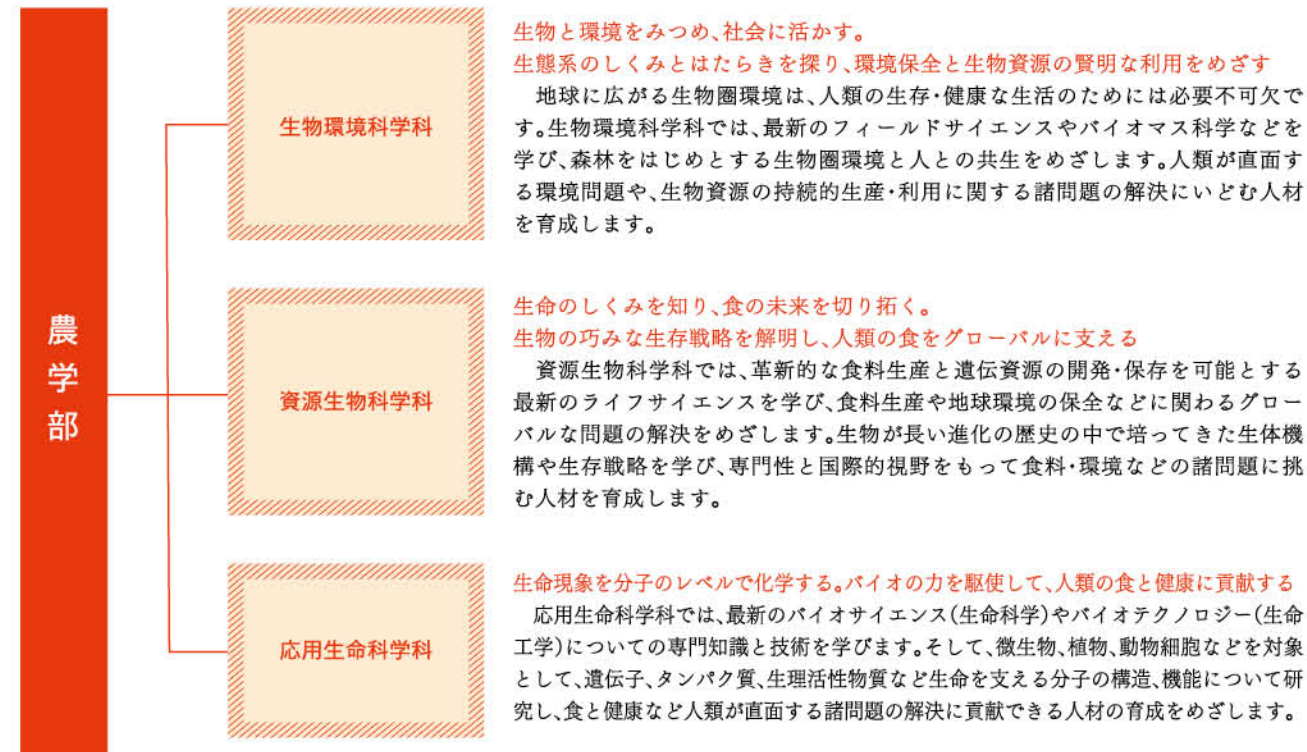 農学部
生物環境科学科
生物と環境をみつめ、社会に活かす。
生態系のしくみとはたらきを探り、環境保全と生物資源の賢明な利用をめざす
地球に広がる生物圏環境は、人類の生存・健康な生活のためには必要不可欠で
す。生物環境科学科では、最新のフィールドサイエンスやバイオマス科学などを
学び、森林をはじめとする生物圏環境と人との共生をめざします。人類が直面す
る環境問題や、生物資源の持続的生産・利用に関する諸問題の解決にいどむ人材
を育成します。
資源生物科学科
生命のしくみを知り、食の未来を切り拓く。
生物の巧みな生存戦略を解明し、人類の食をグローバルに支える
資源生物科学科では、革新的な食料生産と遺伝資源の開発・保存を可能とする
最新のライフサイエンスを学び、食料生産や地球環境の保全などに関わるグロー
バルな問題の解決をめざします。生物が長い進化の歴史の中で培ってきた生体機
構や生存戦略を学び、専門性と国際的視野をもって食料・環境などの諸問題に挑
む人材を育成します。
応用生命科学科
生命現象を分子のレベルで化学する。バイオの力を駆使して、人類の食と健康に貢献する
応用生命科学科では、最新のバイオサイエンス(生命科学)やバイオテクノロジー(生命
工学)についての専門知識と技術を学びます。そして、微生物、植物、動物細胞などを対象
として、遺伝子、タンパク質、生理活性物質など生命を支える分子の構造、機能について研
究し、食と健康など人類が直面する諸問題の解決に貢献できる人材の育成をめざします。